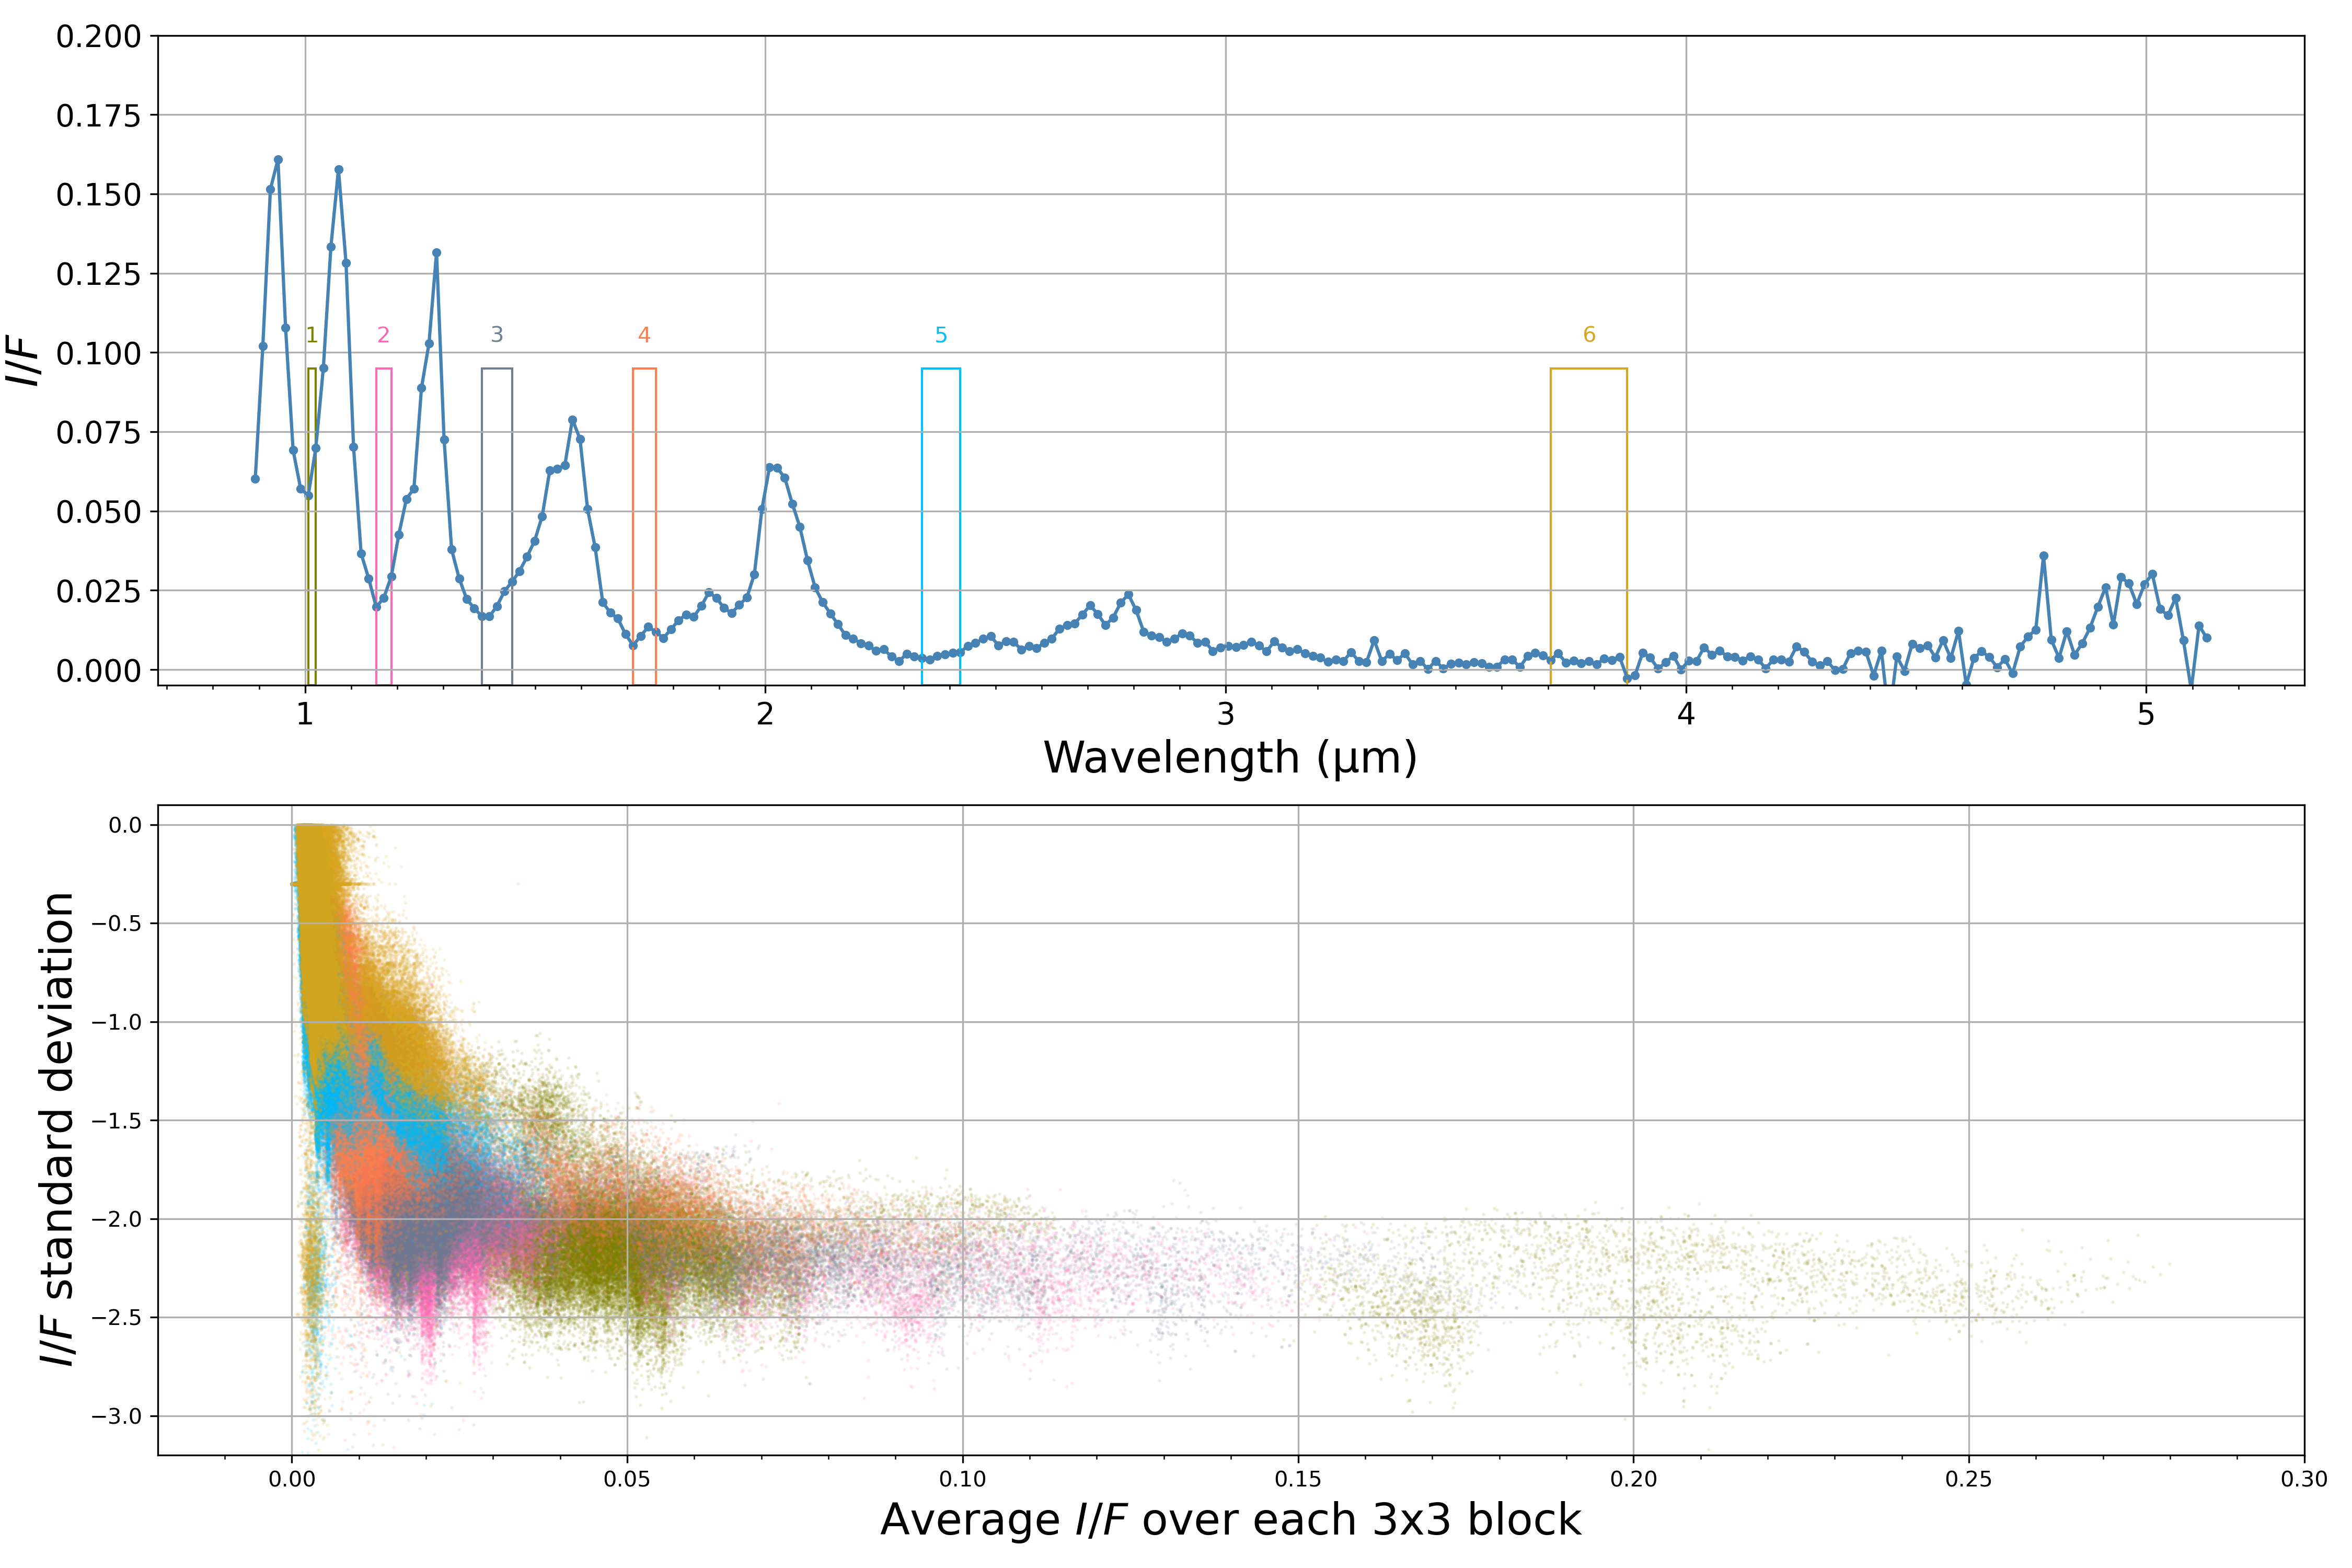 0.200
0.175
0.150
0.125
0.100
0.075
0.050
0.025
0.000
I/F
1 2 3 4 5 6
1 2 3 4 5
Wavelength (µm)
0.0
−0.5
−1.0
−1.5
−2.0
−2.5
−3.0
I/F standard deviation
0.00 0.05 0.10 0.15 0.20 0.25 0.30
Average I/F over each 3x3 block